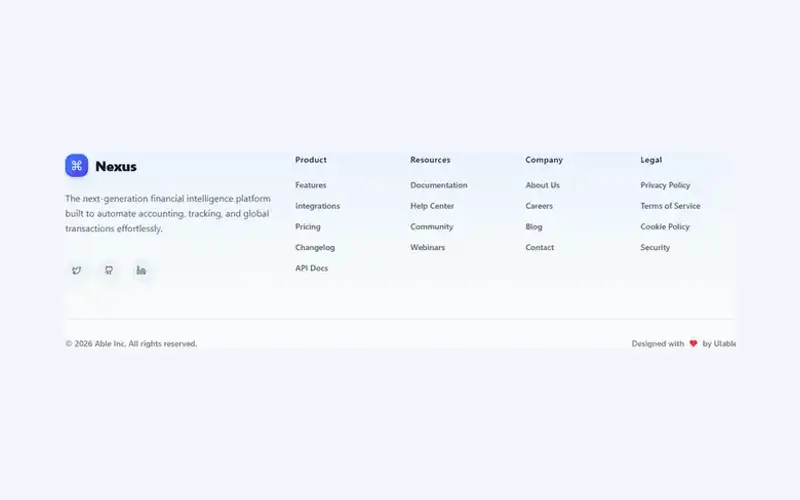 Nexus
The next-generation financial intelligence platform
built to automate accounting, tracking, and global
transactions effortlessly.
Product
Features
Integrations
Pricing
Changelog
API Docs
Resources
Documentation
Help Center
Community
Webinars
Company
About Us
Careers
Blog
Contact
Legal
Privacy Policy
Terms of Service
Cookie Policy
Security
© 2026 Able Inc. All rights reserved.
Designed with ❤ by Ulable